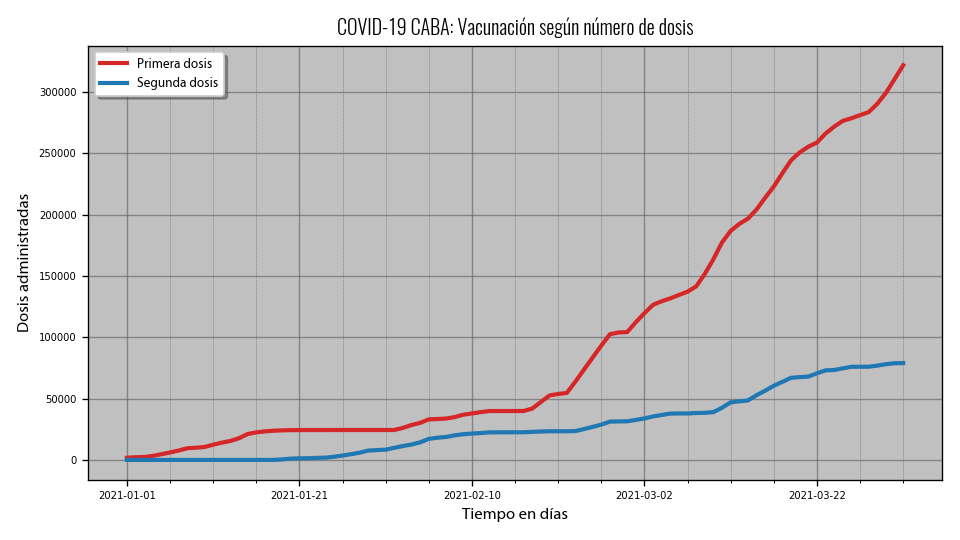 COVID-19 CABA: Vacunación según número de dosis
Primera dosis
Segunda dosis
Dosis administradas
300000
250000
200000
150000
100000
50000
0
2021-01-01
2021-01-21
2021-02-10
2021-03-02
2021-03-22
Tiempo en días